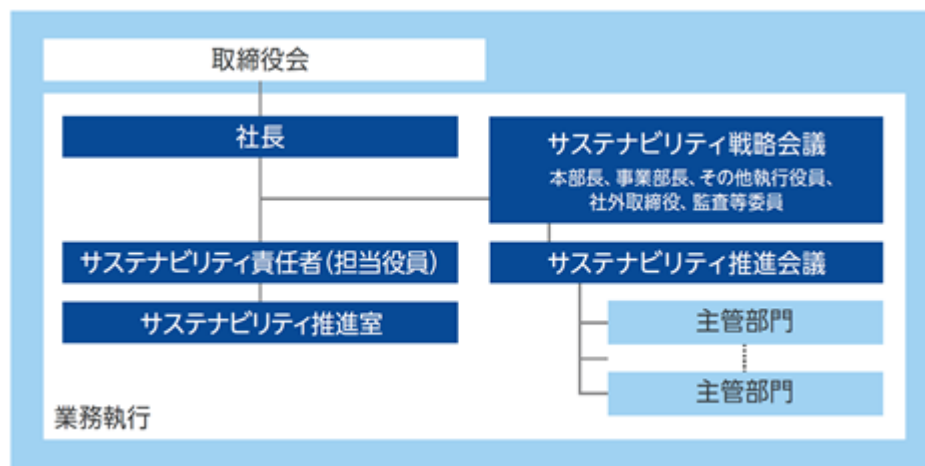 取締役会
社長
サステナビリティ戦略会議
本部長、事業部長、その他執行役員、
社外取締役、監査等委員
サステナビリティ責任者(担当役員)
サステナビリティ推進会議
サステナビリティ推進室
主管部門
主管部門
業務執行